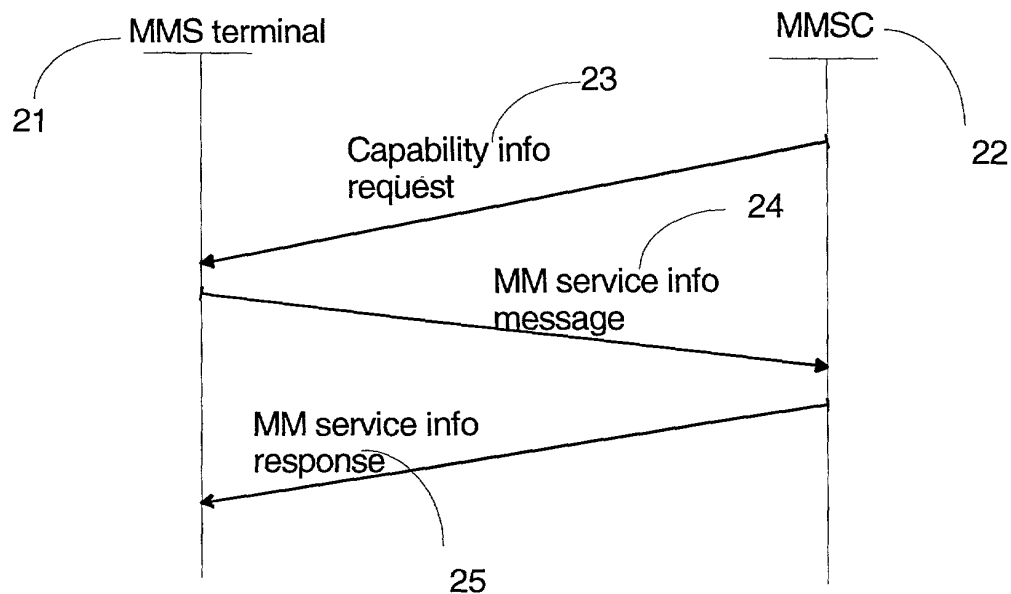 MMS terminal
MMSC
21
22
23
Capability info
request
24
MM service info
message
MM service info
response
25